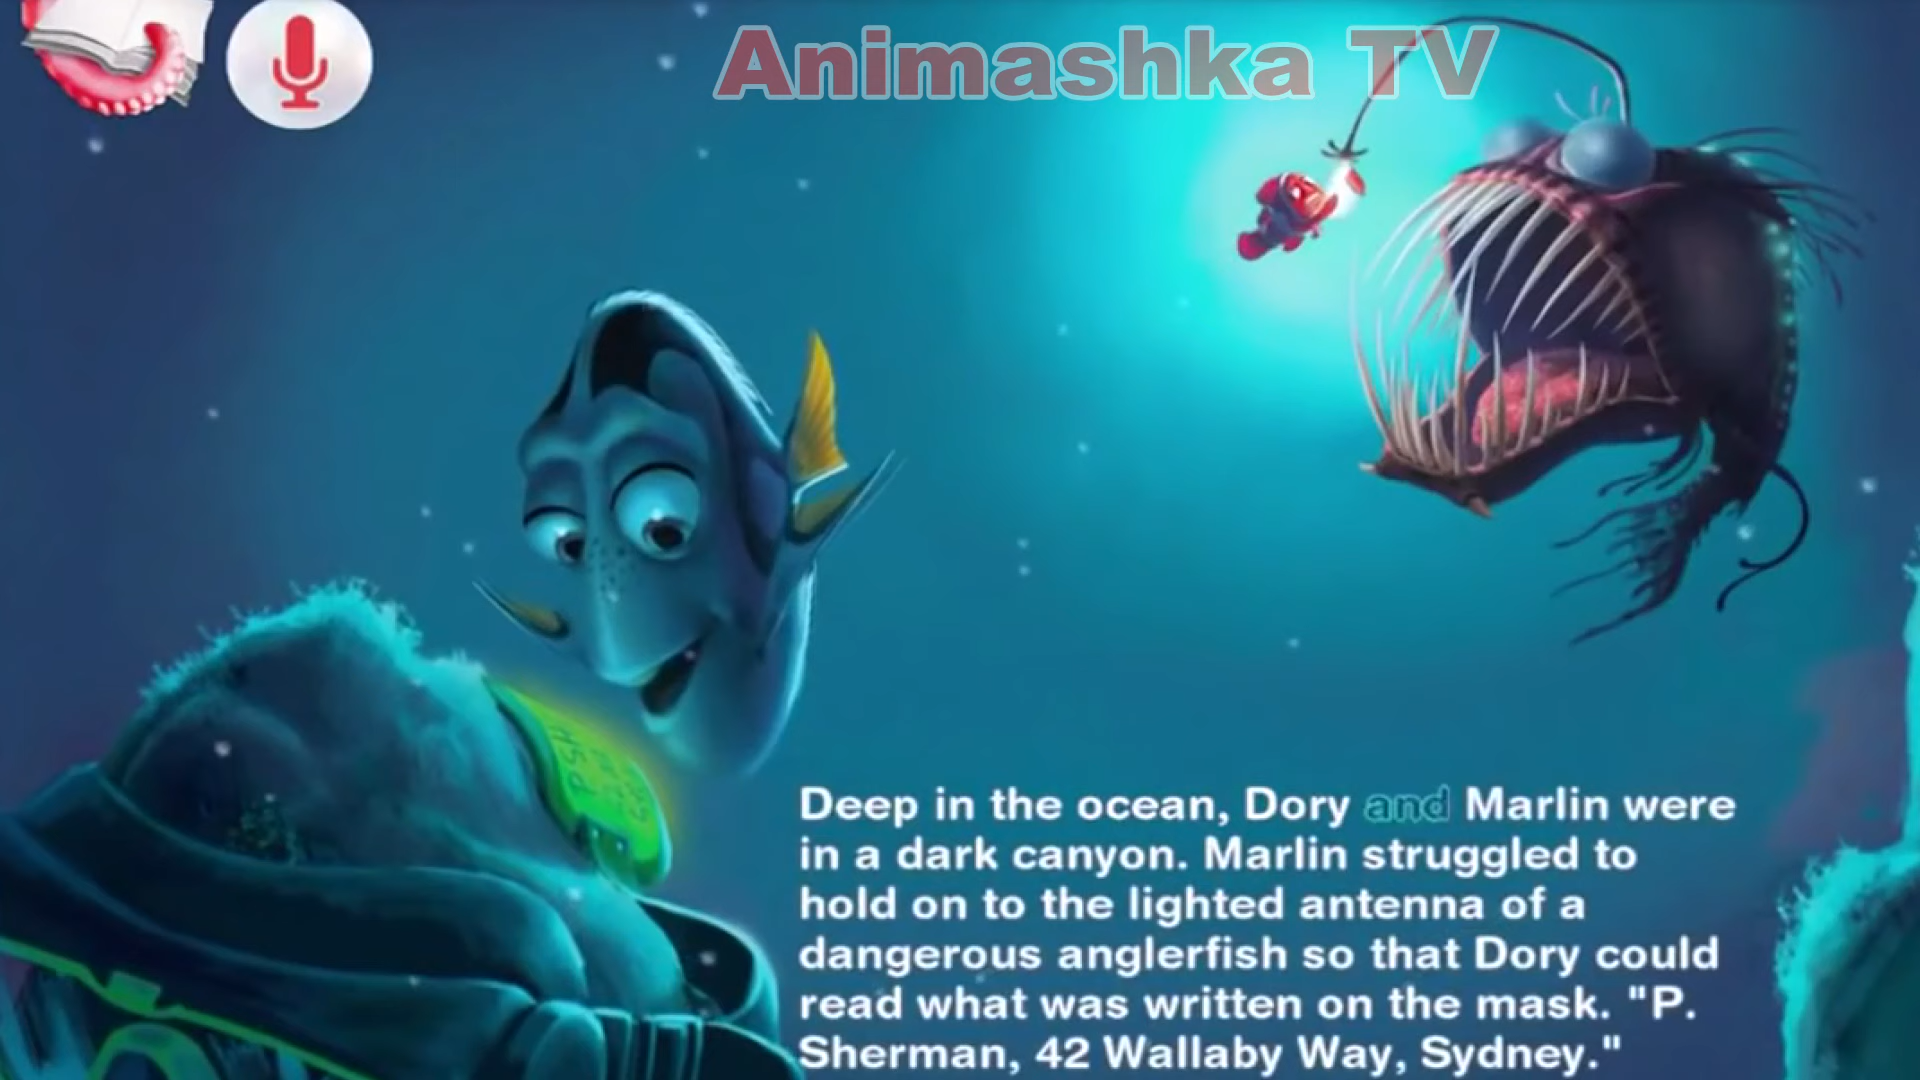 Animashka TV
Deep in the ocean, Dory and Marlin were
in a dark canyon. Marlin struggled to
hold on to the lighted antenna of a
dangerous anglerfish so that Dory could
read what was written on the mask. "P.
Sherman, 42 Wallaby Way, Sydney."